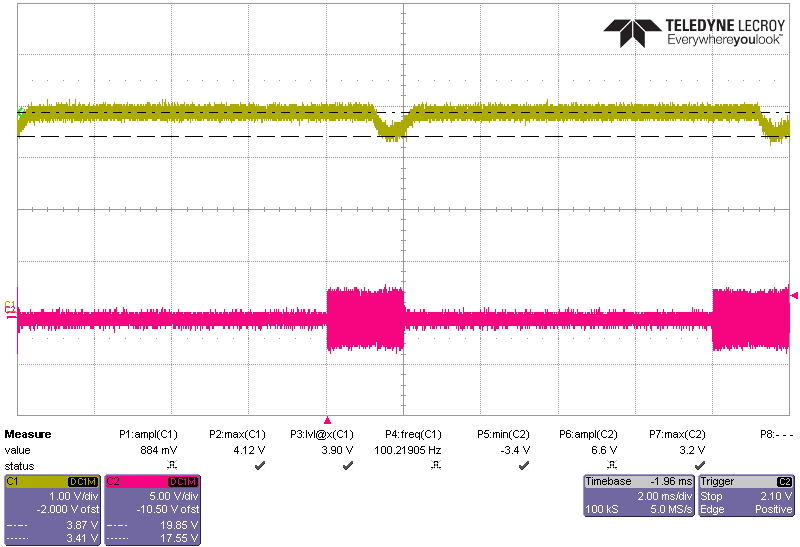 TELEDYNE LECROY
Everywhereyoulook™
C1
C2
Measure P1:ampl(C1) P2:max(C1) P3:lvl@x(C1) P4:freq(C1) P5:min(C2) P6:ampl(C2) P7:max(C2) P8:- - -
value 884 mV 4.12 V 3.90 V 100.21905 Hz -3.4 V 6.6 V 3.2 V
status
C1 DC1M
1.00 V/div
-2.000 V ofst
3.87 V
3.41 V
C2 DC1M
5.00 V/div
-10.50 V ofst
19.85 V
17.55 V
Timebase -1.96 ms
2.00 ms/div
100 kS 5.0 MS/s
Trigger C2
Stop 2.10 V
Edge Positive